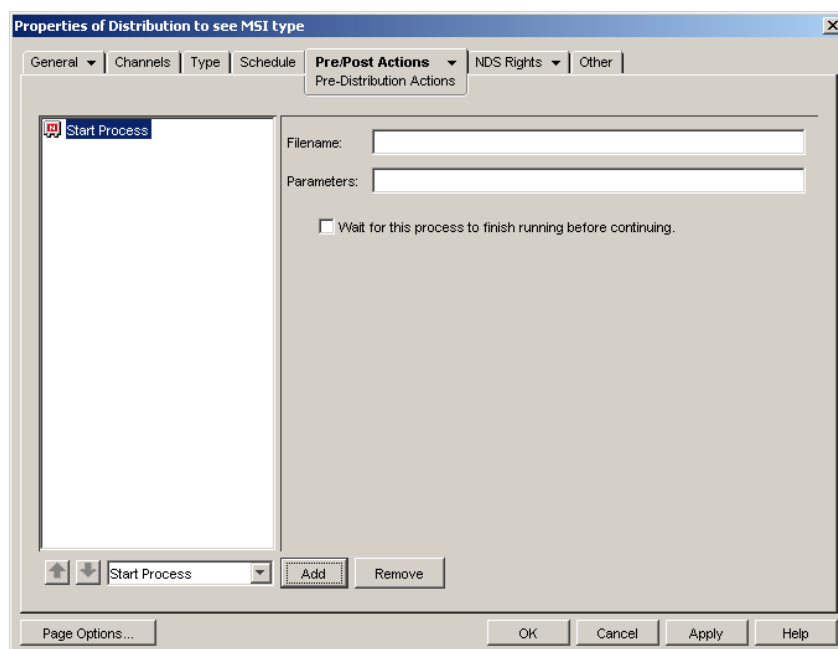 Properties of Distribution to see MSI type
General Channels Type Schedule Pre/Post Actions NDS Rights Other
Pre-Distribution Actions
N Start Process
Filename:
Parameters:
Wait for this process to finish running before continuing.
Start Process Add Remove
Page Options... OK Cancel Apply Help